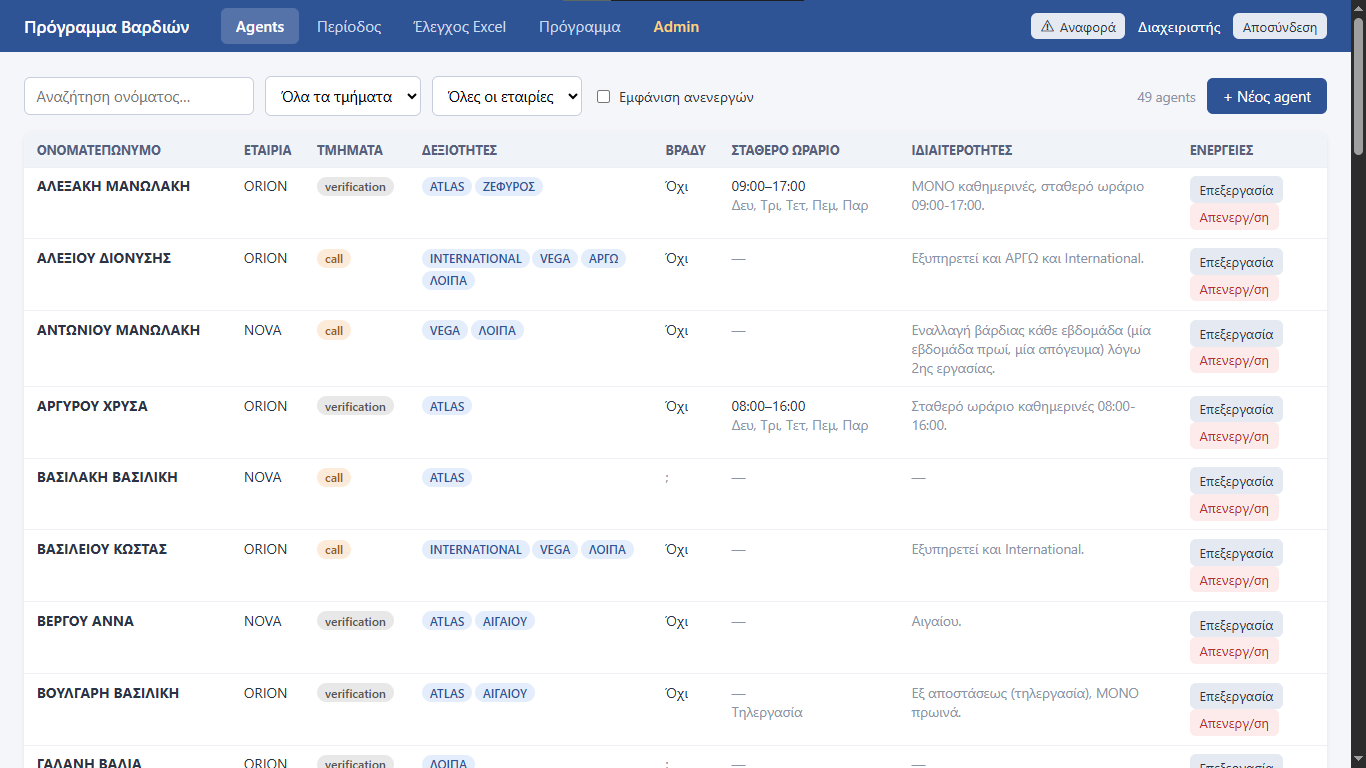 Πρόγραμμα Βαρδιών Agents Περίοδος Έλεγχος Excel Πρόγραμμα Admin ⚠ Αναφορά Διαχειριστής Αποσύνδεση
Αναζήτηση ονόματος... Όλα τα τμήματα Όλες οι εταιρίες Εμφάνιση ανενεργών 49 agents + Νέος agent
ΟΝΟΜΑΤΕΠΩΝΥΜΟ ΕΤΑΙΡΙΑ ΤΜΗΜΑΤΑ ΔΕΞΙΟΤΗΤΕΣ ΒΡΑΔΥ ΣΤΑΘΕΡΟ ΩΡΑΡΙΟ ΙΔΙΑΙΤΕΡΟΤΗΤΕΣ ΕΝΕΡΓΕΙΕΣ
ΑΛΕΞΑΚΗ ΜΑΝΩΛΑΚΗ ORION verification ATLAS ΖΕΦΥΡΟΣ Όχι 09:00–17:00 ΜΟΝΟ καθημερινές, σταθερό ωράριο Επεξεργασία
Δευ, Τρι, Τετ, Πεμ, Παρ 09:00-17:00. Απενεργ/ση
ΑΛΕΞΙΟΥ ΔΙΟΝΥΣΗΣ ORION call INTERNATIONAL VEGA ΑΡΓΩ Όχι — Εξυπηρετεί και ΑΡΓΩ και International. Επεξεργασία
ΛΟΙΠΑ Απενεργ/ση
ΑΝΤΩΝΙΟΥ ΜΑΝΩΛΑΚΗ NOVA call VEGA ΛΟΙΠΑ Όχι — Εναλλαγή βάρδιας κάθε εβδομάδα (μία Επεξεργασία
εβδομάδα πρωί, μία απόγευμα) λόγω
2ης εργασίας. Απενεργ/ση
ΑΡΓΥΡΟΥ ΧΡΥΣΑ ORION verification ATLAS Όχι 08:00–16:00 Σταθερό ωράριο καθημερινές 08:00- Επεξεργασία
Δευ, Τρι, Τετ, Πεμ, Παρ 16:00. Απενεργ/ση
ΒΑΣΙΛΑΚΗ ΒΑΣΙΛΙΚΗ NOVA call ATLAS ; — — Επεξεργασία
Απενεργ/ση
ΒΑΣΙΛΕΙΟΥ ΚΩΣΤΑΣ ORION call INTERNATIONAL VEGA ΛΟΙΠΑ Όχι — Εξυπηρετεί και International. Επεξεργασία
Απενεργ/ση
ΒΕΡΓΟΥ ΑΝΝΑ NOVA verification ATLAS ΑΙΓΑΙΟΥ Όχι — Αιγαίου. Επεξεργασία
Απενεργ/ση
ΒΟΥΛΓΑΡΗ ΒΑΣΙΛΙΚΗ ORION verification ATLAS ΑΙΓΑΙΟΥ Όχι — Εξ αποστάσεως (τηλεργασία), ΜΟΝΟ Επεξεργασία
Τηλεργασία πρωινά. Απενεργ/ση
ΓΑΛΑΝΗ ΒΑΛΙΑ ORION verification ΛΟΙΠΑ ; — — Επεξεργασία